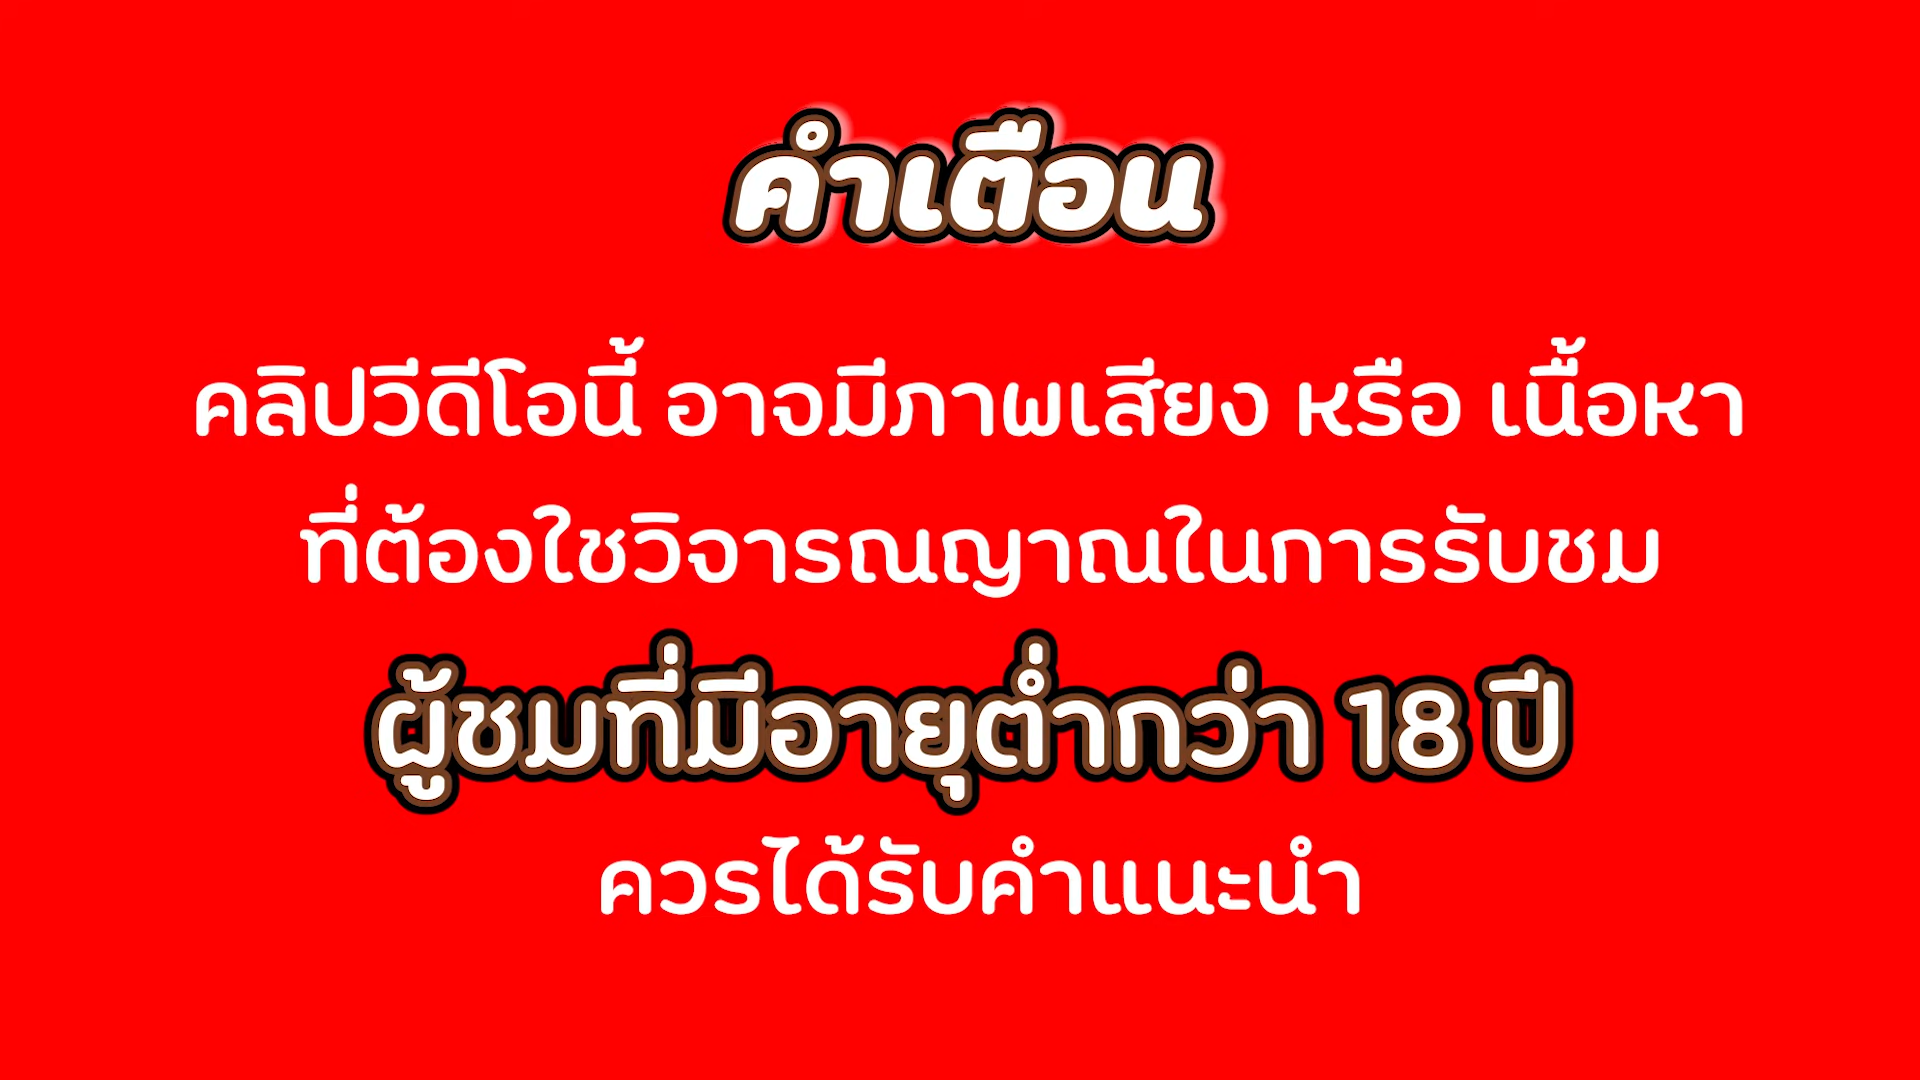 คำเตือน
คลิปวีดีโอนี้ อาจมีภาพเสียง หรือ เนื้อหา
ที่ต้องใชวิจารณญาณในการรับชม
ผู้ชมที่มีอายุต่ำกว่า 18 ปี
ควรได้รับคำแนะนำ